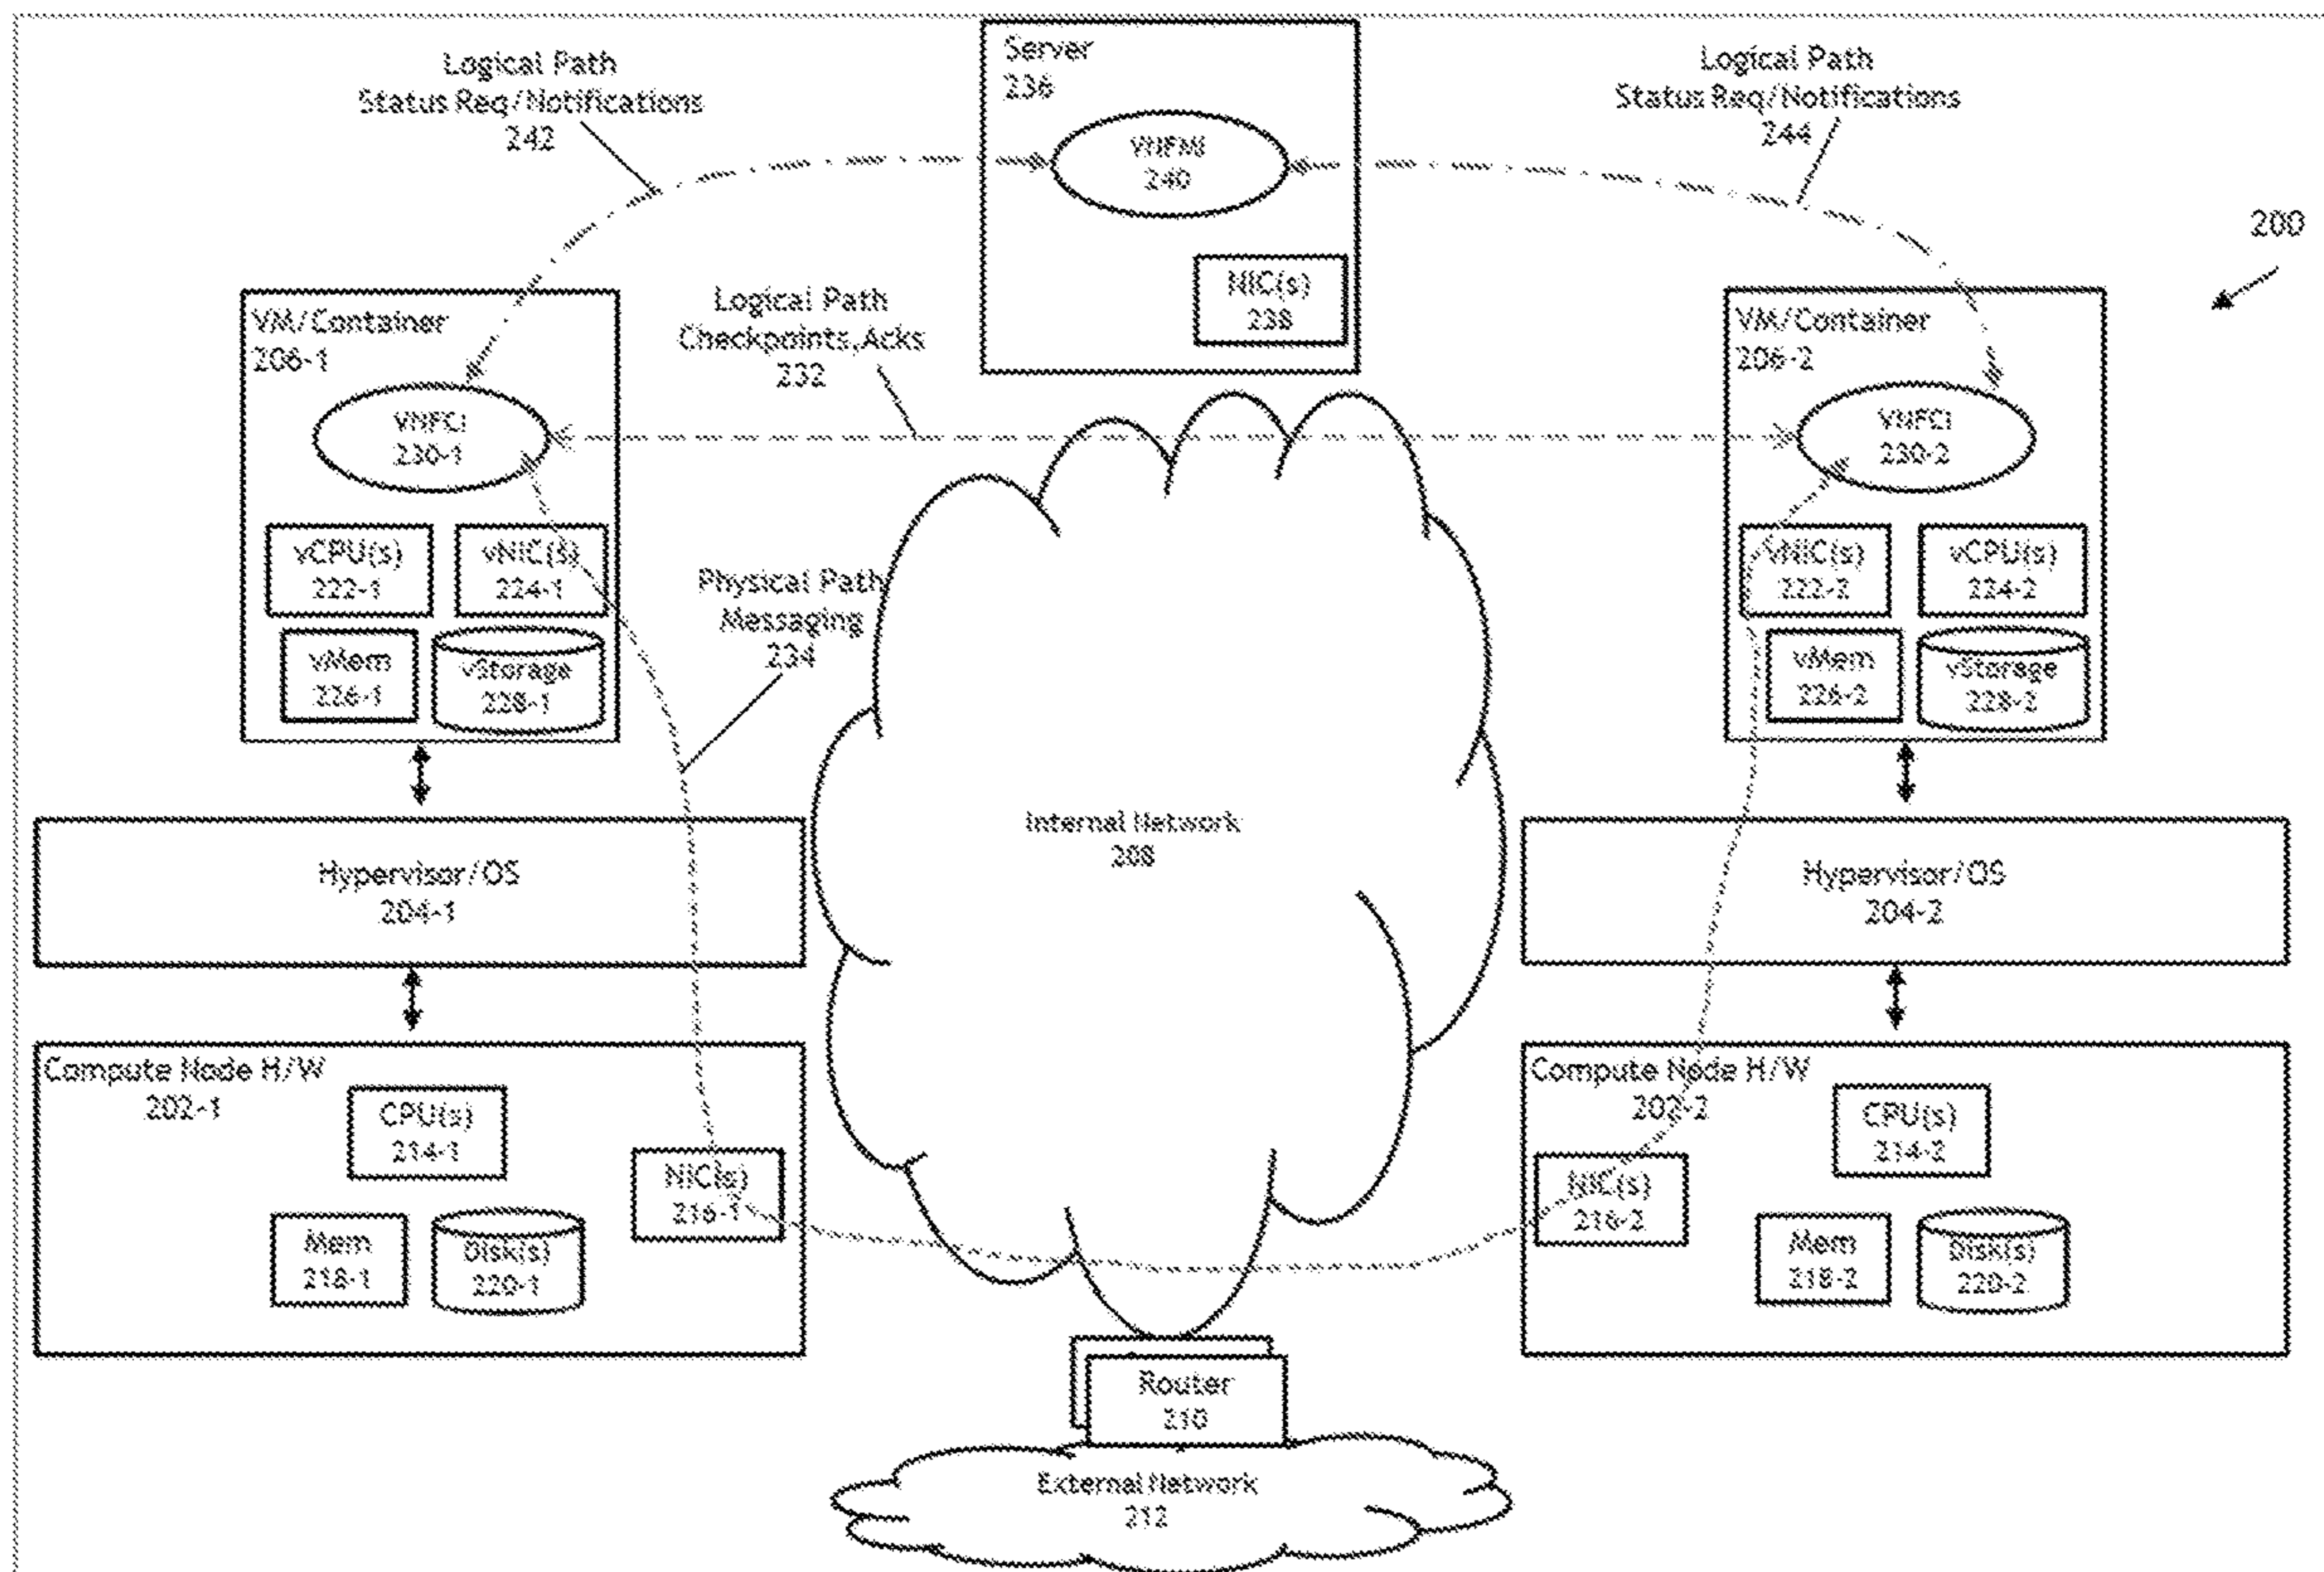 Logical Path
Status Req/Notifications
242
Server
236
VNFMI
240
NIC(s)
238
Logical Path
Status Req/Notifications
244
200
VM/Container
206-1
VNFCI
230-1
vCPU(s)
222-1
vNIC(s)
224-1
vMem
226-1
vStorage
228-1
Logical Path
Checkpoints,Acks
232
VM/Container
206-2
VNFCI
230-2
vNIC(s)
222-2
vCPU(s)
224-2
vMem
226-2
vStorage
228-2
Physical Path
Messaging
234
Internal Network
208
Hypervisor/OS
204-1
Hypervisor/OS
204-2
Compute Node H/W
202-1
CPU(s)
214-1
NIC(s)
216-1
Mem
218-1
Disk(s)
220-1
Compute Node H/W
202-2
CPU(s)
214-2
NIC(s)
216-2
Mem
218-2
Disk(s)
220-2
Router
210
External Network
212